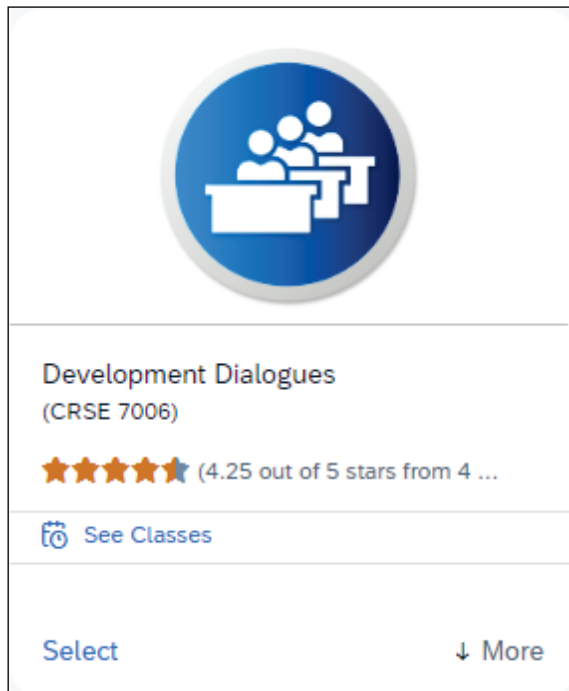 Development Dialogues
(CRSE 7006)
(4.25 out of 5 stars from 4 ...
See Classes
Select
↓ More